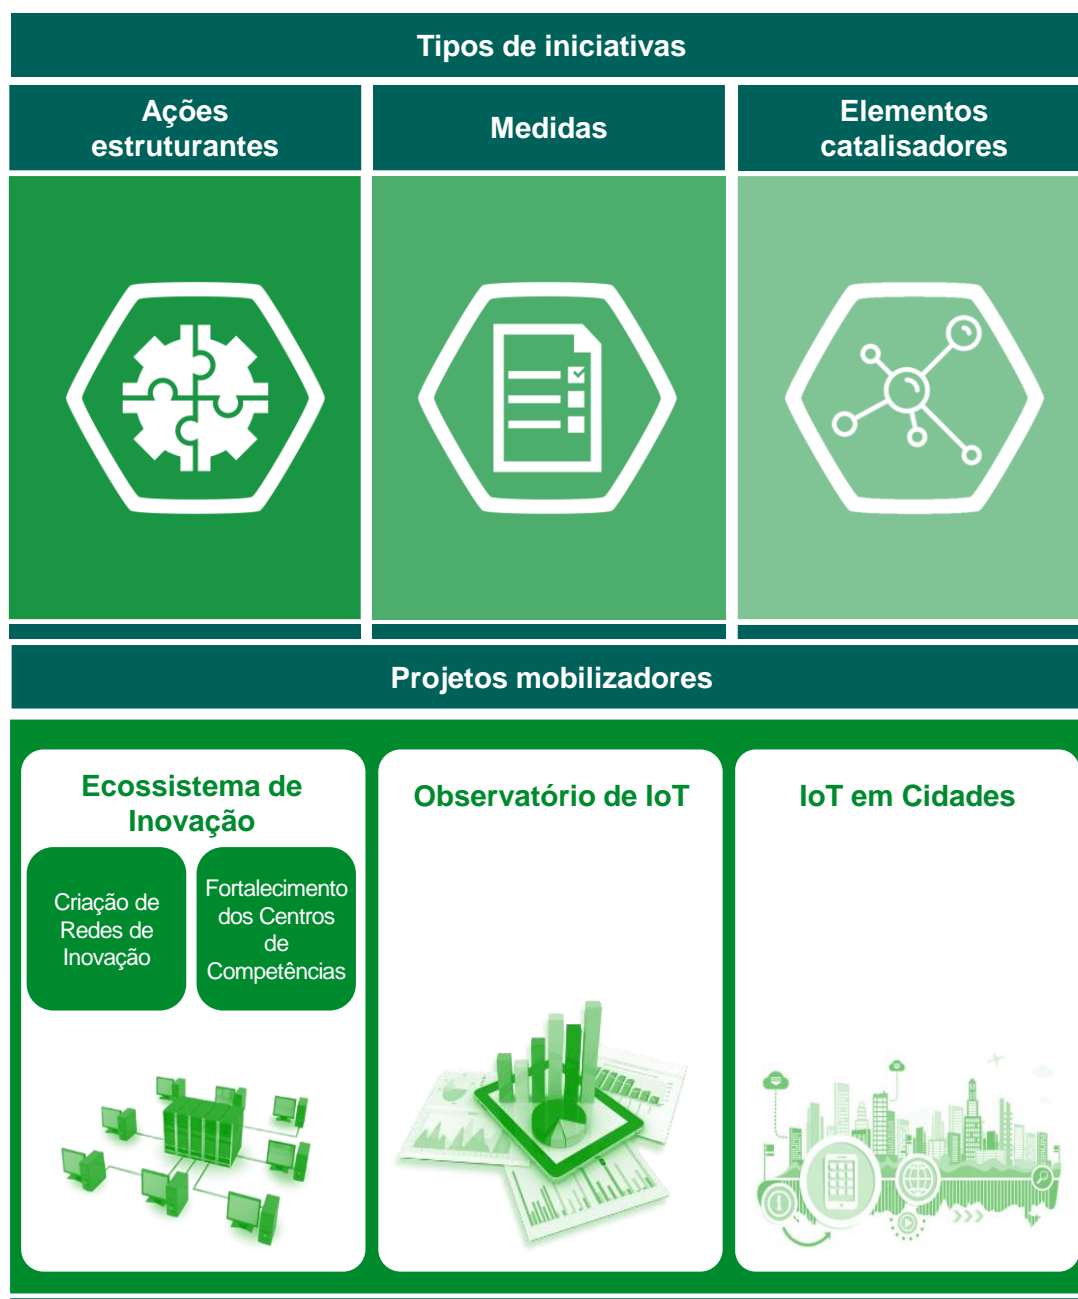 Tipos de iniciativas
Ações
estruturantes
Medidas
Elementos
catalisadores
Projetos mobilizadores
Ecossistema de
Inovação
Criação de
Redes de
Inovação
Fortalecimento
dos Centros
de
Competências
Observatório de IoT
IoT em Cidades